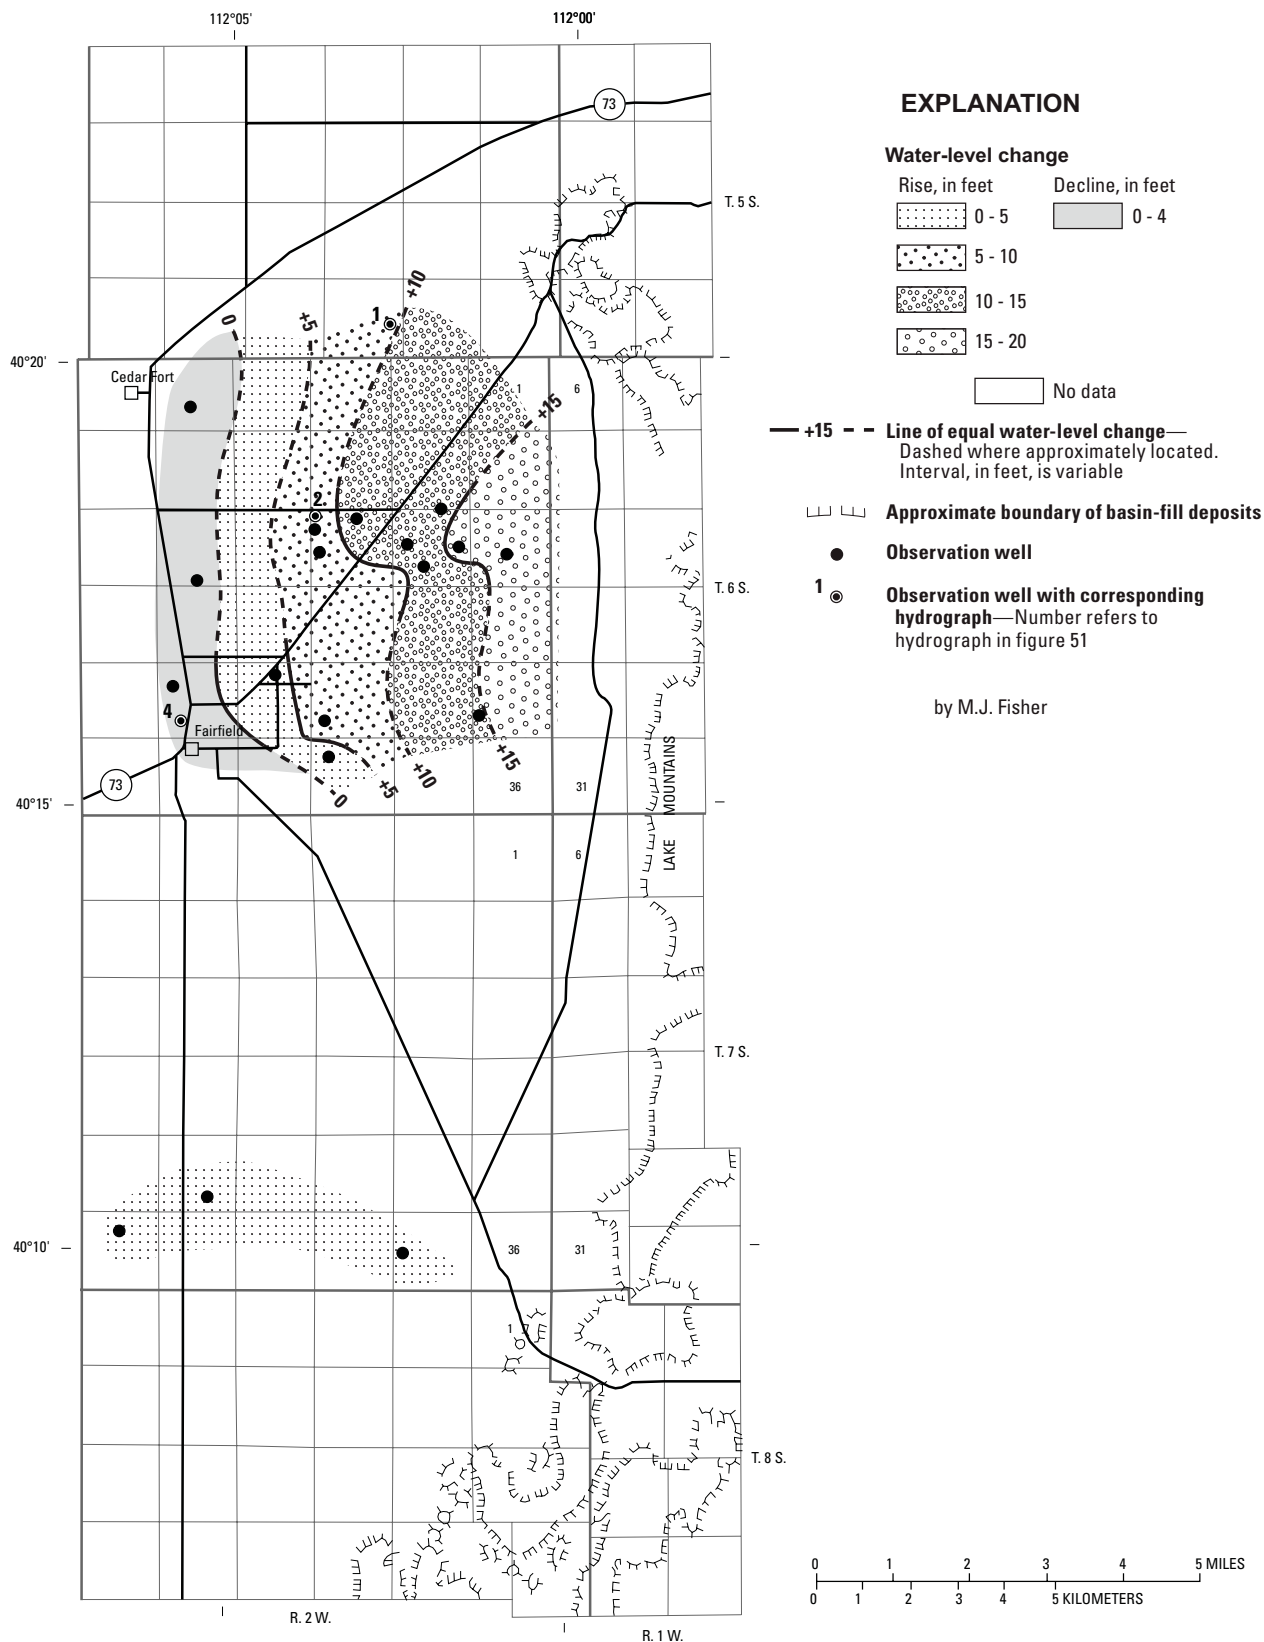 112°05'
112°00'
73
T. 5 S.
+10
1
+5
0
40°20'
Cedar Fort
1
6
+15
2
T. 6 S.
4
Fairfield
73
+15
+10
+5
0
36
31
40°15'
LAKE MOUNTAINS
1
6
T. 7 S.
40°10'
36
31
1
T. 8 S.
R. 2 W.
R. 1 W.
EXPLANATION
Water-level change
Rise, in feet
Decline, in feet
0 - 5
0 - 4
5 - 10
10 - 15
15 - 20
No data
+15
Line of equal water-level change—
Dashed where approximately located.
Interval, in feet, is variable
Approximate boundary of basin-fill deposits
Observation well
1
Observation well with corresponding
hydrograph—Number refers to
hydrograph in figure 51
by M.J. Fisher
0 1 2 3 4 5 MILES
0 1 2 3 4 5 KILOMETERS